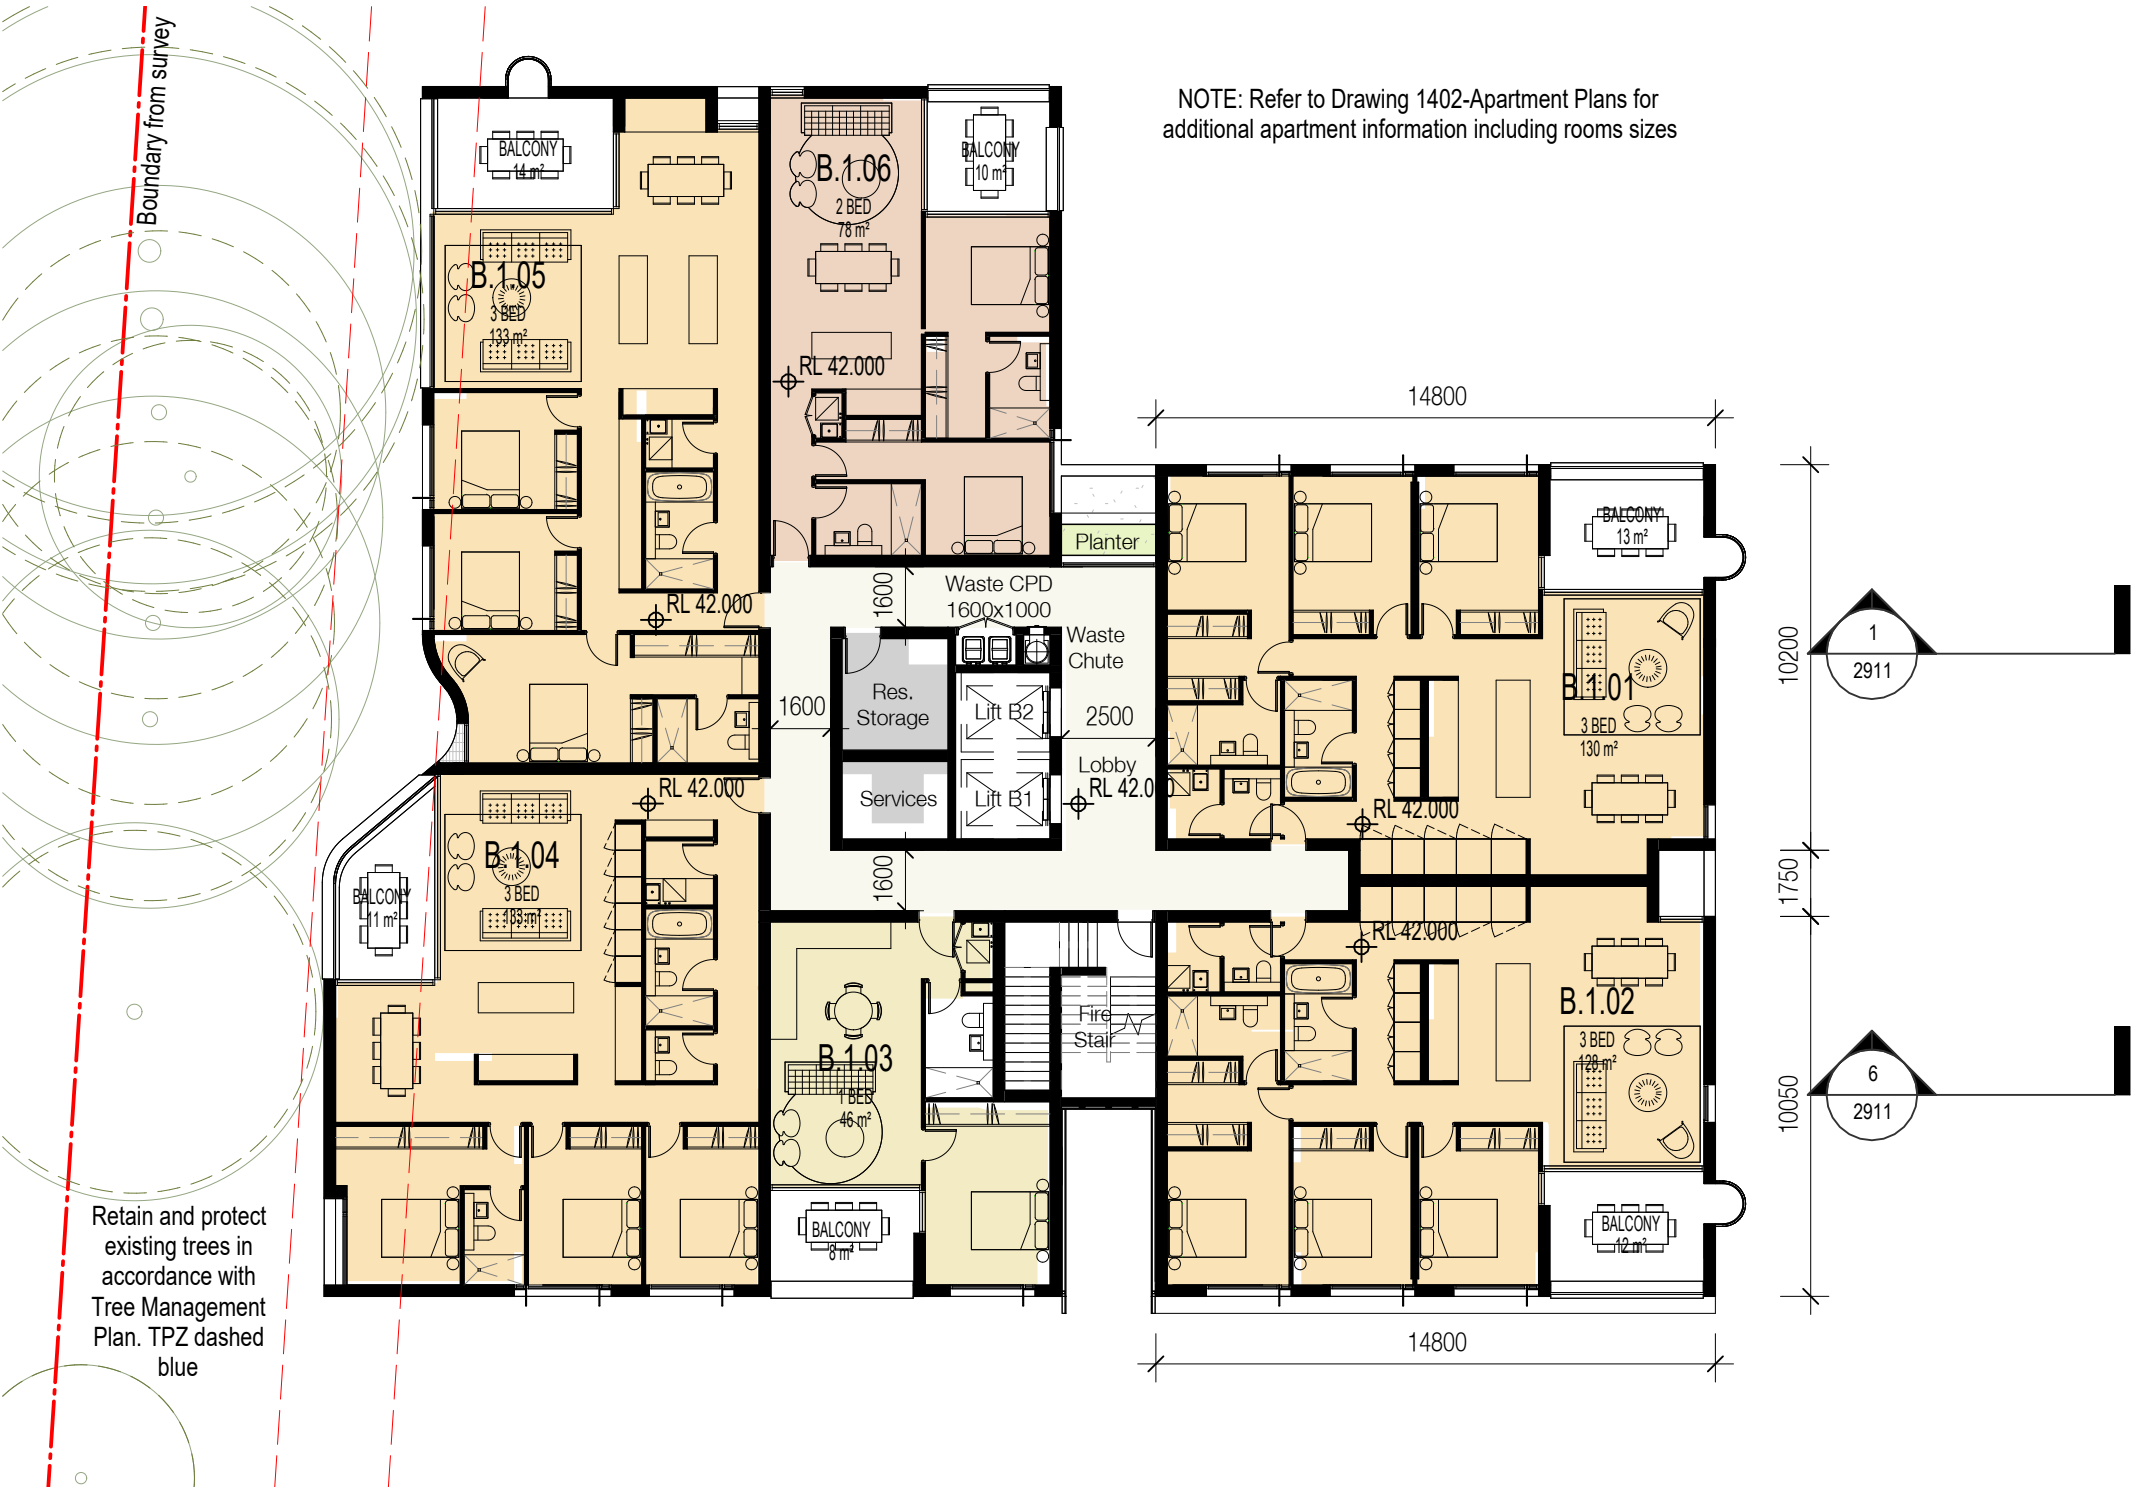 Boundary from survey
NOTE: Refer to Drawing 1402-Apartment Plans for
additional apartment information including rooms sizes
BALCONY
14 m²
B.1.06
2 BED
78 m²
BALCONY
10 m²
B.1.05
3 BED
133 m²
RL 42.000
14800
BALCONY
13 m²
Planter
1600
Waste CPD
1600x1000
Waste
Chute
RL 42.000
10200
1
2911
Res.
Storage
1600
Lift B2
2500
B.1.01
3 BED
130 m²
Lobby
RL 42.000
RL 42.000
Services
Lift B1
RL 42.000
B.1.04
3 BED
133 m²
BALCONY
11 m²
1600
1750
RL 42.000
B.1.02
3 BED
128 m²
Fire
Stair
B.1.03
1 BED
46 m²
10050
6
2911
BALCONY
8 m²
BALCONY
12 m²
Retain and protect
existing trees in
accordance with
Tree Management
Plan. TPZ dashed
blue
14800